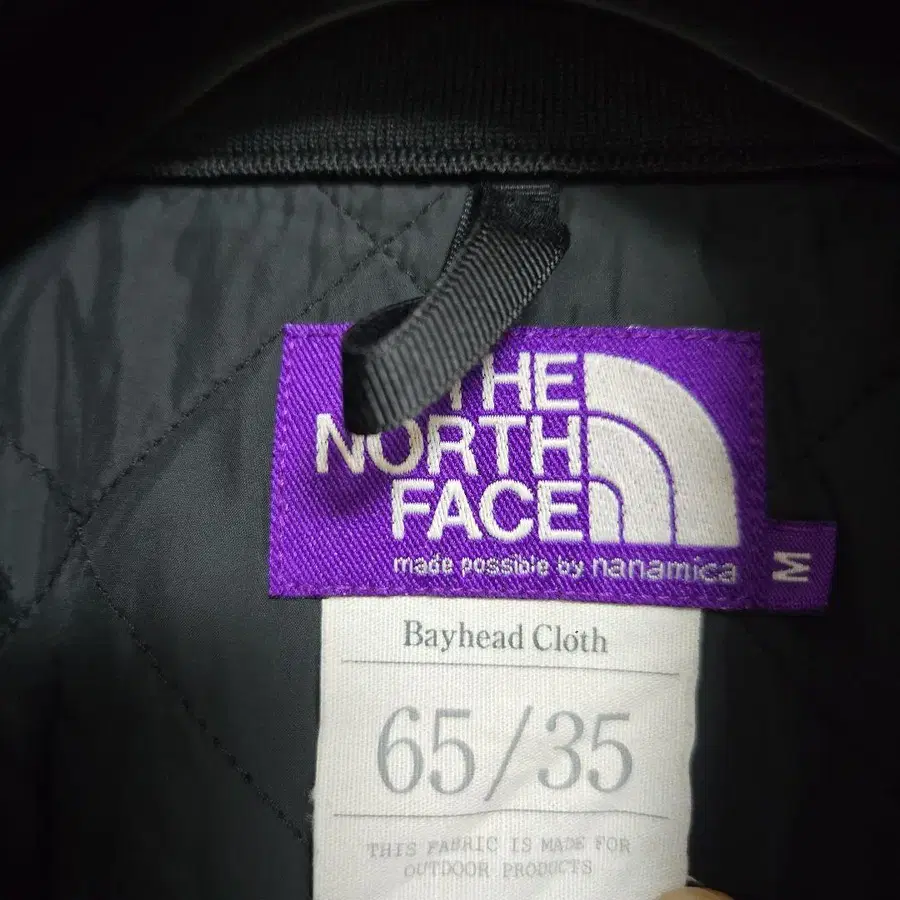 THE
NORTH
FACE
made possible by nanamica
M
Bayhead Cloth
65/35
THIS FABRIC IS MADE FOR
OUTDOOR PRODUCTS